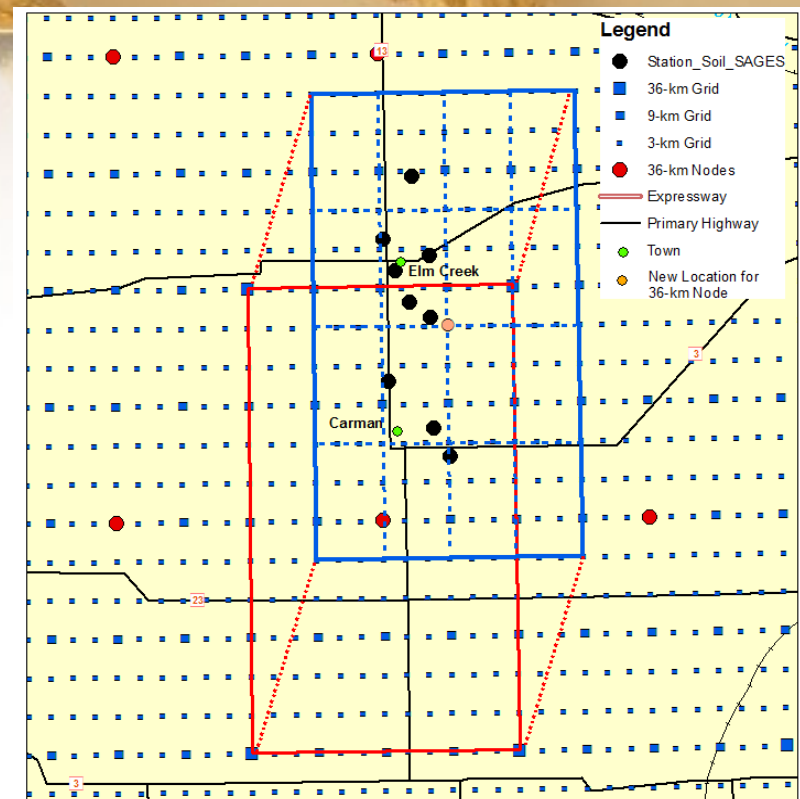 Legend
Station_Soil_SAGES
36-km Grid
9-km Grid
3-km Grid
36-km Nodes
Expressway
Primary Highway
Town
New Location for
36-km Node
13
Elm Creek
3
Carman
23
3